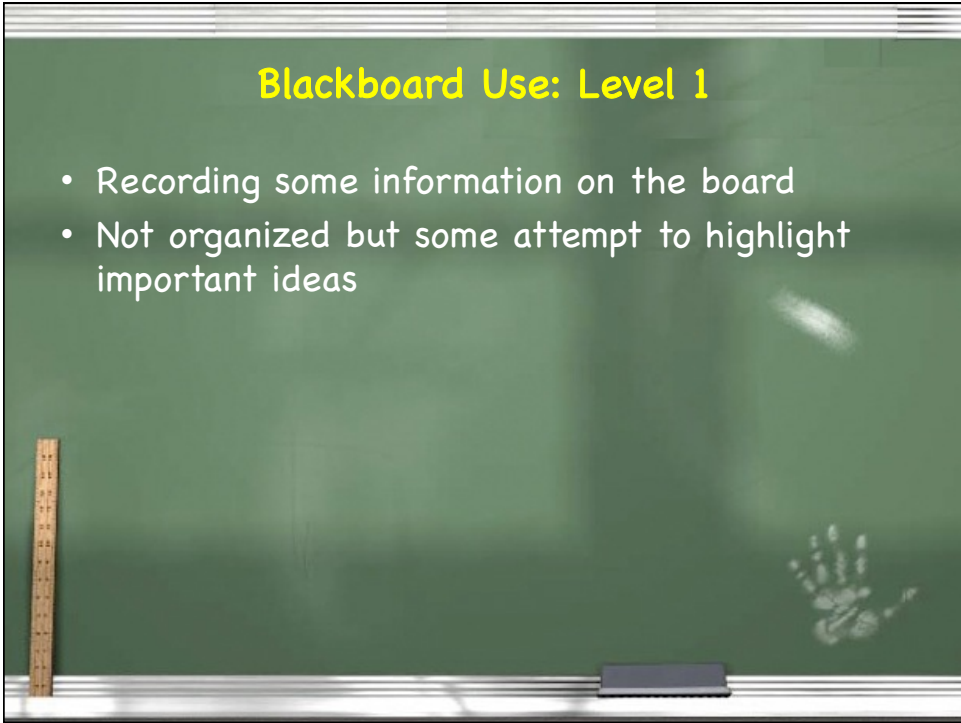 Blackboard Use: Level 1
• Recording some information on the board
• Not organized but some attempt to highlight
important ideas